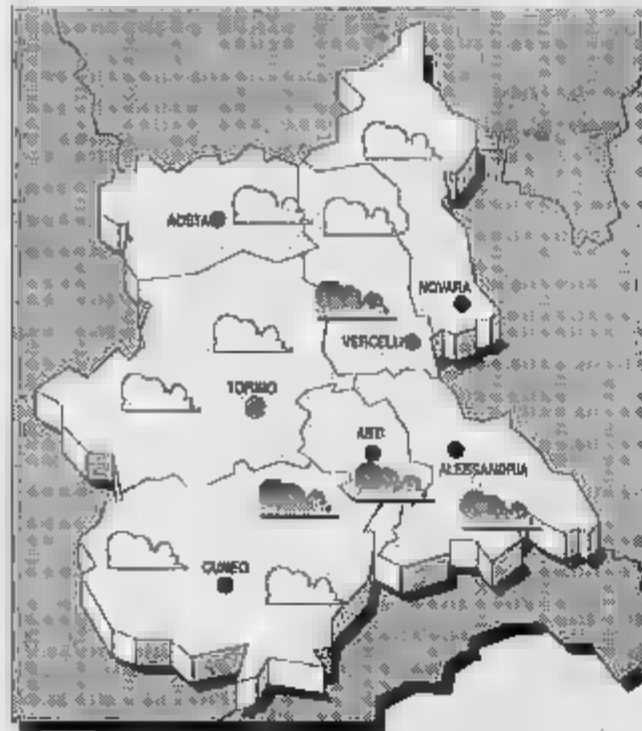 AOSTA
NOVARA
VERCELLI
TORINO
ASTI
ALESSANDRIA
CUNEO